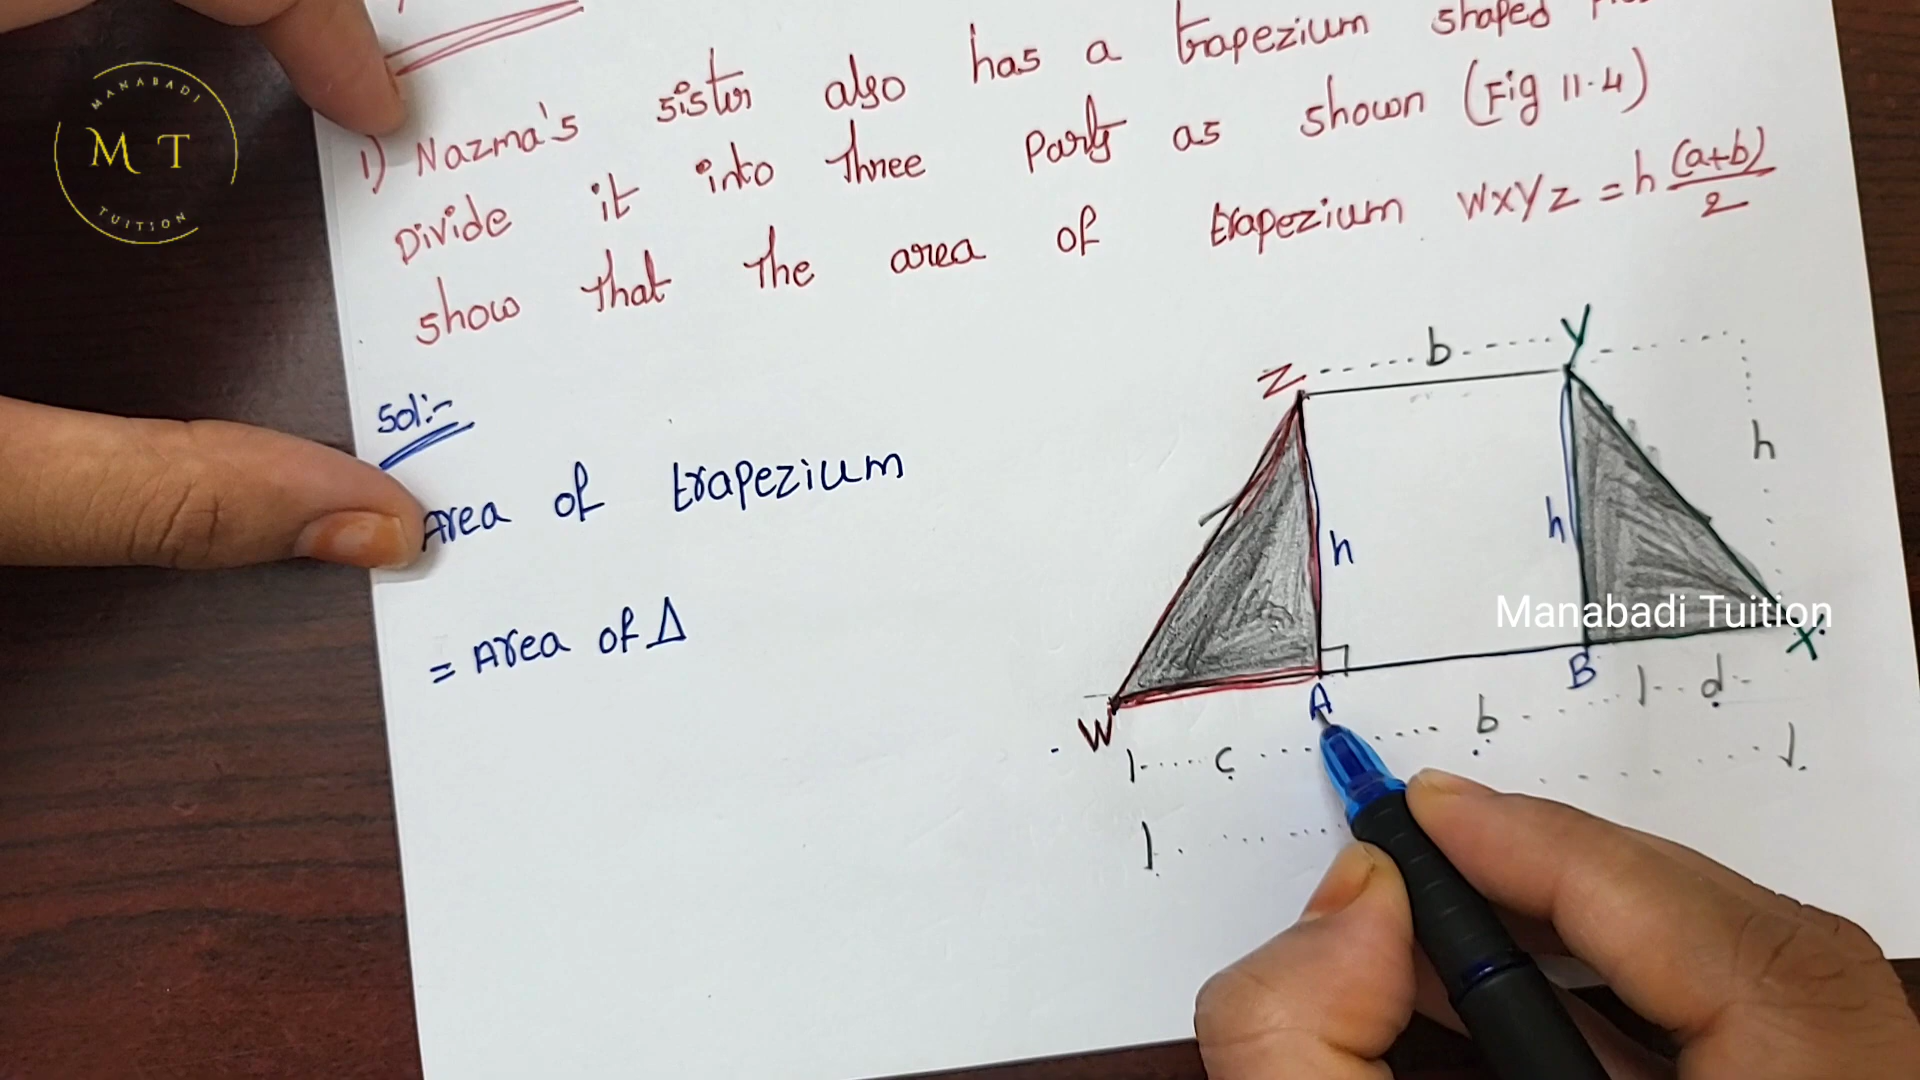 MANABADI
M T
TUITION
1) Nazma's sister also has a trapezium shaped
Divide it into three parts as shown (Fig 11.4)
show that the area of trapezium WXYZ = h (a+b)/2
Sol:-
Area of trapezium
= Area of Δ
Z b Y
h h h
Manabadi Tuition
W A B X
c b d